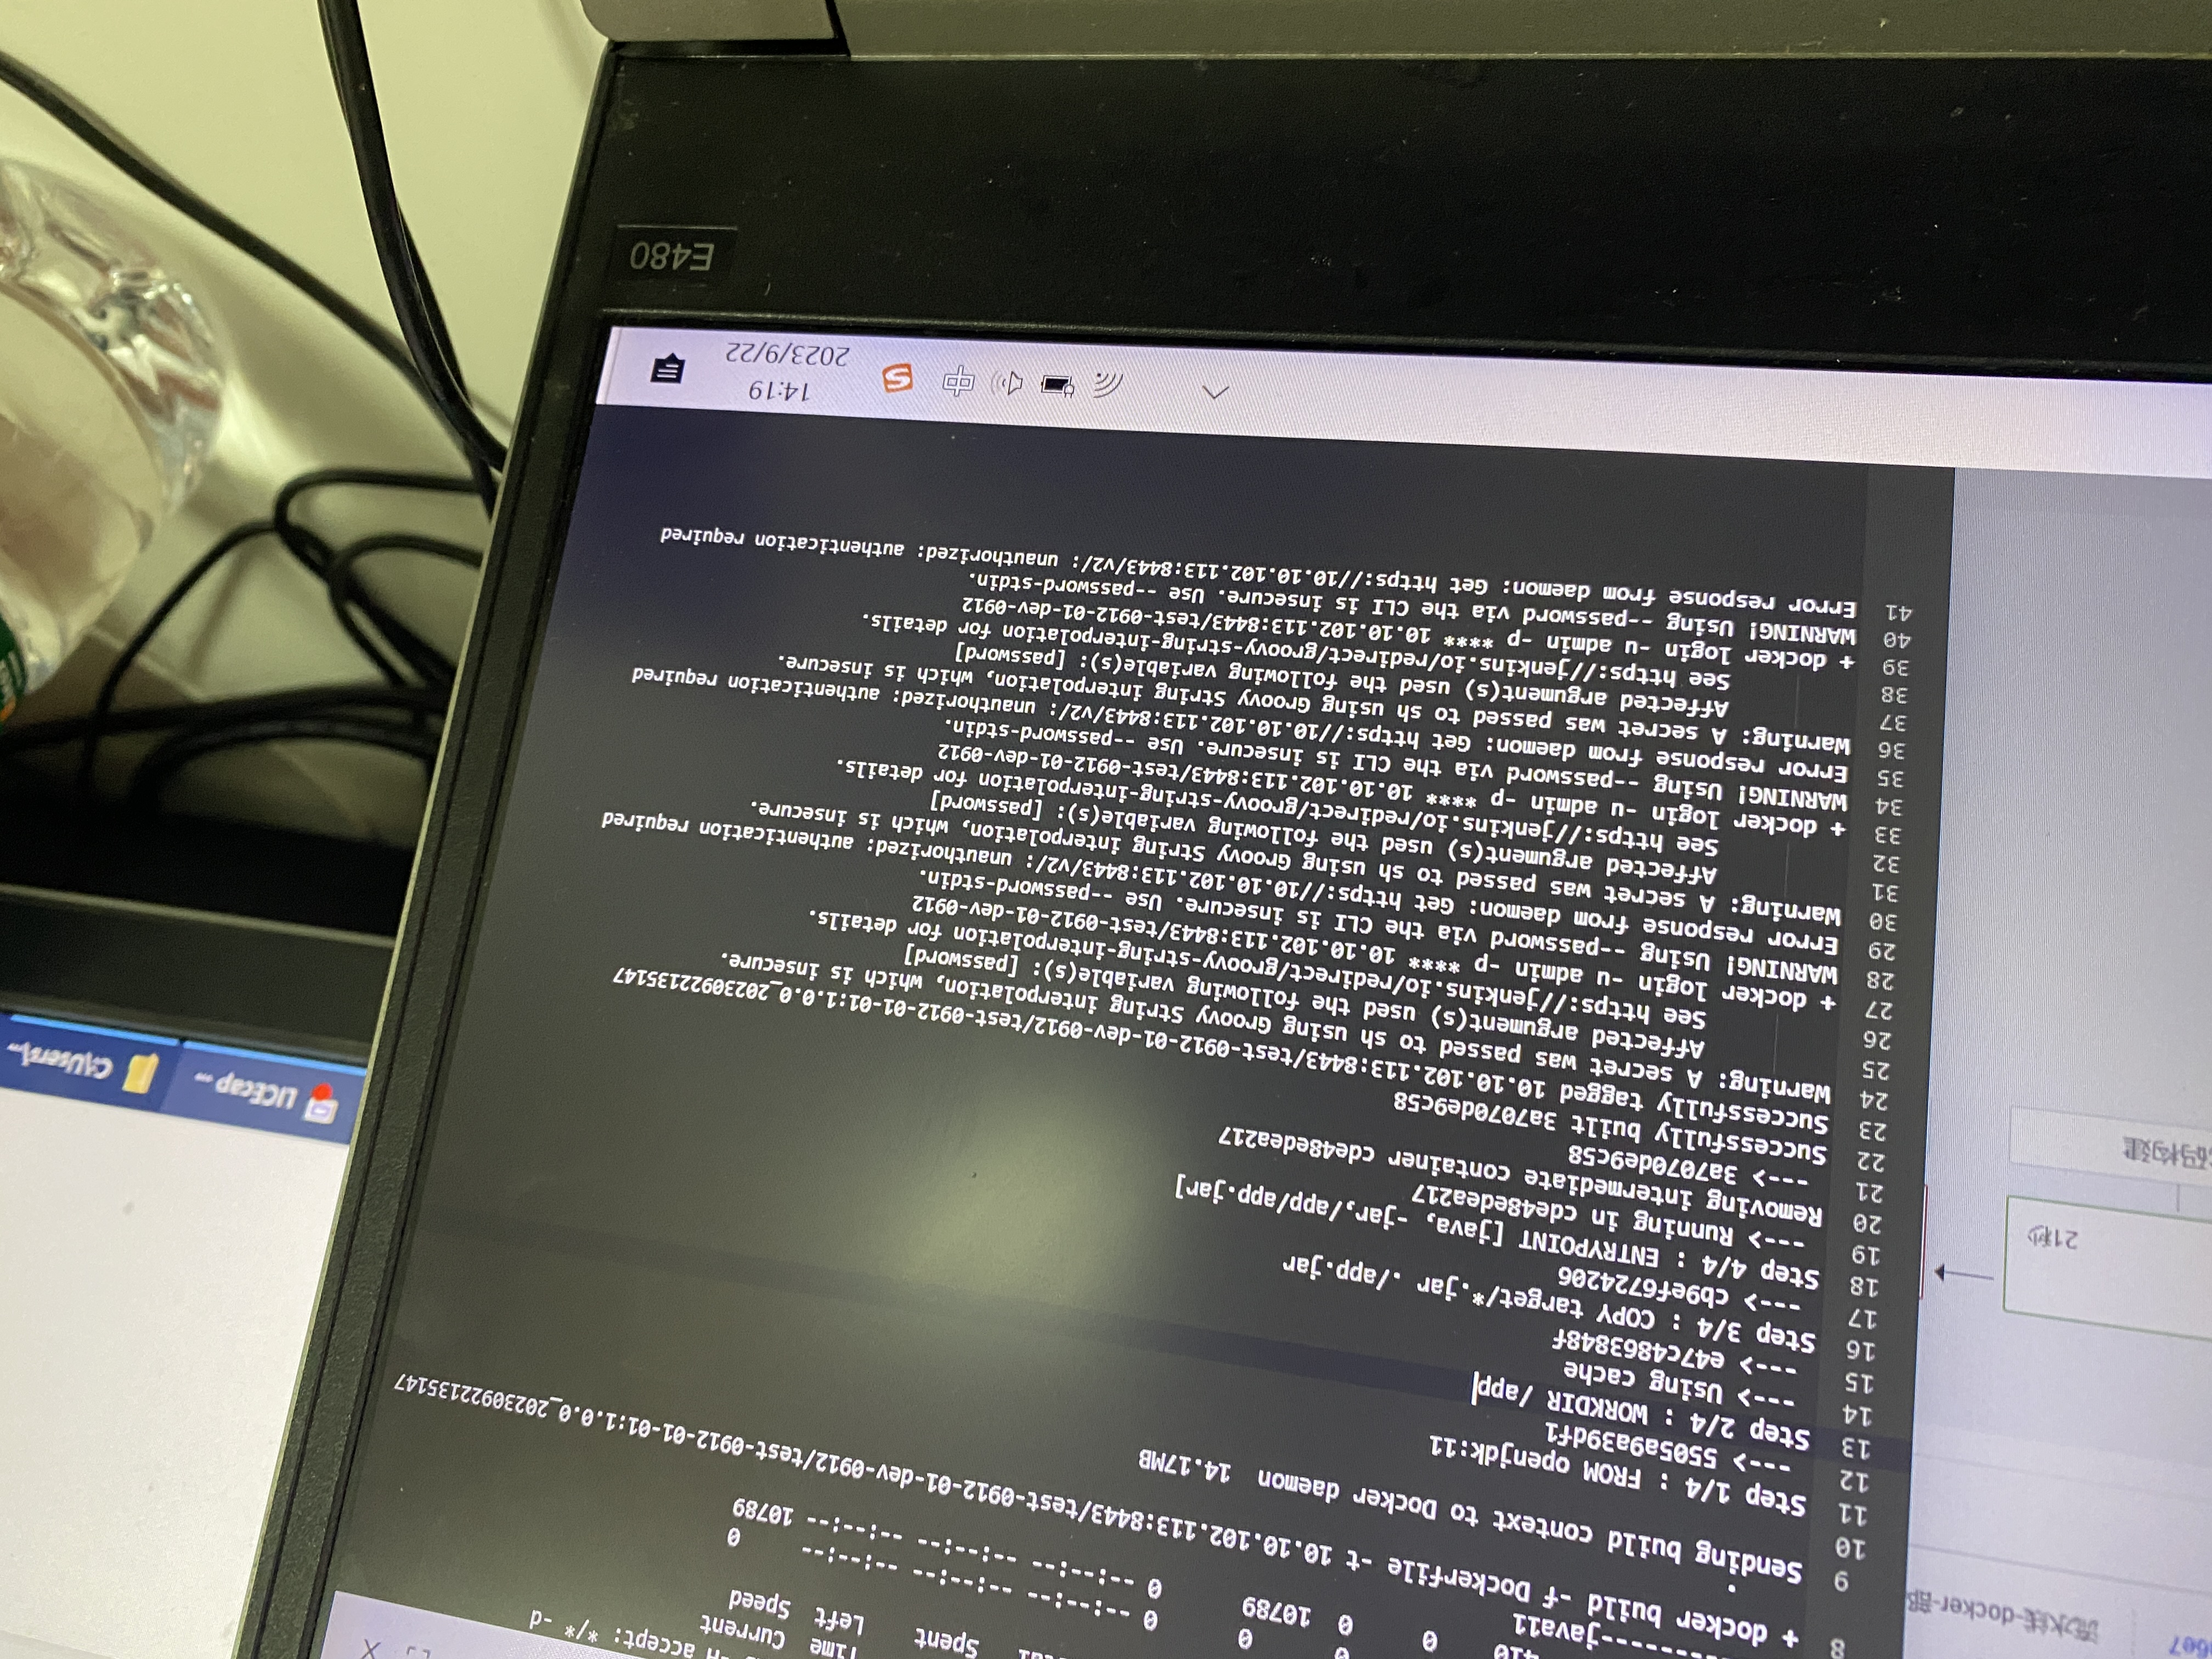 6e7
流水线-docker-部
21秒
码构建
accept: */* -d
Spent
Time
Current
Left
Speed
0
0
0 --:--:-- --:--:-- --:--:-- 0
0 10789
0 --:--:-- --:--:-- --:--:-- 10789
---------java11
8 + docker build -f Dockerfile -t 10.10.102.113:8443/test-0912-01-dev-0912/test-0912-01-01:1.0.0_20230922135147 .
9 Sending build context to Docker daemon 14.17MB
10
11 Step 1/4 : FROM openjdk:11
12 ---> 5505a9a39df1
13 Step 2/4 : WORKDIR /app
14 ---> Using cache
15 ---> e47c4863848f
16 Step 3/4 : COPY target/*.jar ./app.jar
17 ---> cb9ef6724206
18 Step 4/4 : ENTRYPOINT [java, -jar,/app/app.jar]
19 ---> Running in cde48edea217
20 Removing intermediate container cde48edea217
21 ---> 3a7070de9c58
22 Successfully built 3a7070de9c58
23 Successfully tagged 10.10.102.113:8443/test-0912-01-dev-0912/test-0912-01-01:1.0.0_20230922135147
24 Warning: A secret was passed to sh using Groovy String interpolation, which is insecure.
25 Affected argument(s) used the following variable(s): [password]
26 See https://jenkins.io/redirect/groovy-string-interpolation for details.
27 + docker login -u admin -p **** 10.10.102.113:8443/test-0912-01-dev-0912
28 WARNING! Using --password via the CLI is insecure. Use --password-stdin.
29 Error response from daemon: Get https://10.10.102.113:8443/v2/: unauthorized: authentication required
30 Warning: A secret was passed to sh using Groovy String interpolation, which is insecure.
31 Affected argument(s) used the following variable(s): [password]
32 See https://jenkins.io/redirect/groovy-string-interpolation for details.
33 + docker login -u admin -p **** 10.10.102.113:8443/test-0912-01-dev-0912
34 WARNING! Using --password via the CLI is insecure. Use --password-stdin.
35 Error response from daemon: Get https://10.10.102.113:8443/v2/: unauthorized: authentication required
36 Warning: A secret was passed to sh using Groovy String interpolation, which is insecure.
37 Affected argument(s) used the following variable(s): [password]
38 See https://jenkins.io/redirect/groovy-string-interpolation for details.
39 + docker login -u admin -p **** 10.10.102.113:8443/test-0912-01-dev-0912
40 WARNING! Using --password via the CLI is insecure. Use --password-stdin.
41 Error response from daemon: Get https://10.10.102.113:8443/v2/: unauthorized: authentication required
LICEcap ...
C:\Users\...
中
14:19
2023/9/22
E480